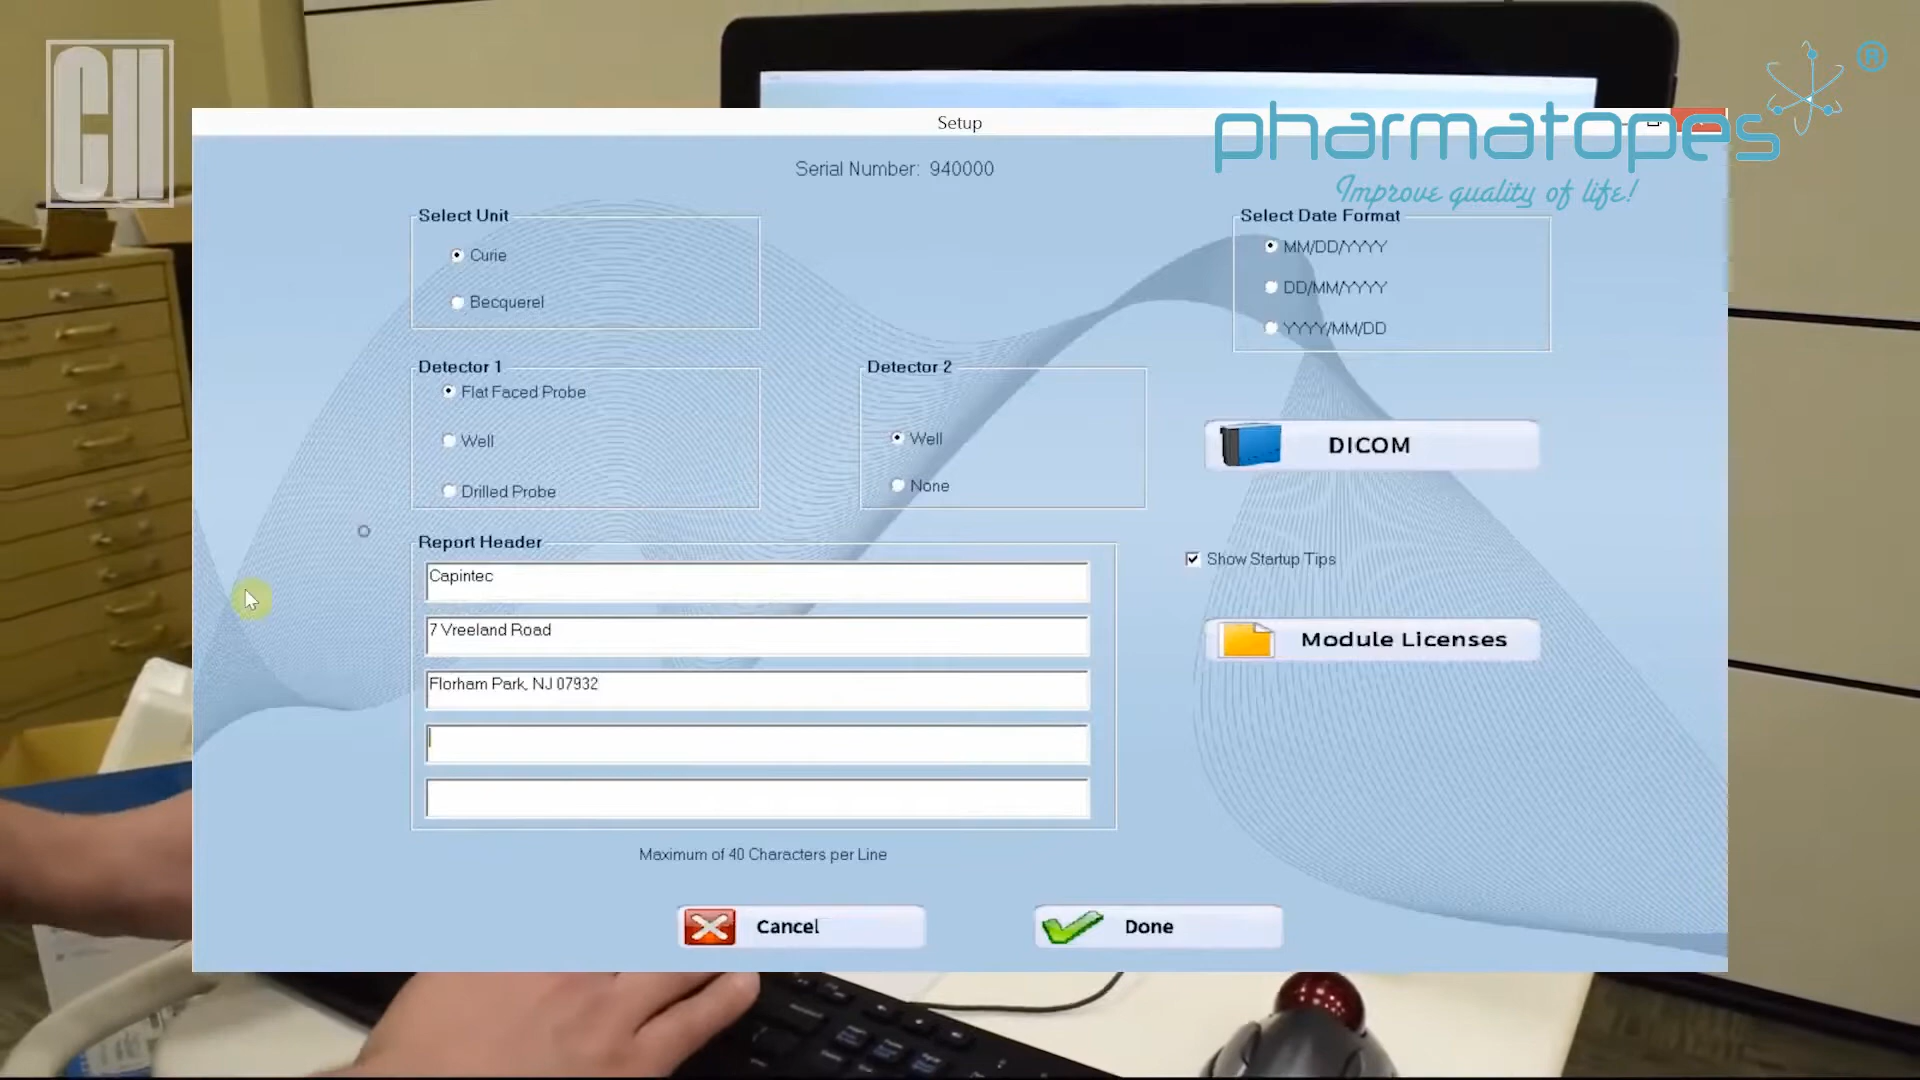 CII
pharmatopes®
Improve quality of life!
Setup
Serial Number: 940000
Select Unit
Curie
Becquerel
Select Date Format
MM/DD/YYYY
DD/MM/YYYY
YYYY/MM/DD
Detector 1
Flat Faced Probe
Well
Drilled Probe
Detector 2
Well
None
DICOM
Report Header
Capintec
7 Vreeland Road
Florham Park, NJ 07932
Show Startup Tips
Module Licenses
Maximum of 40 Characters per Line
Cancel
Done